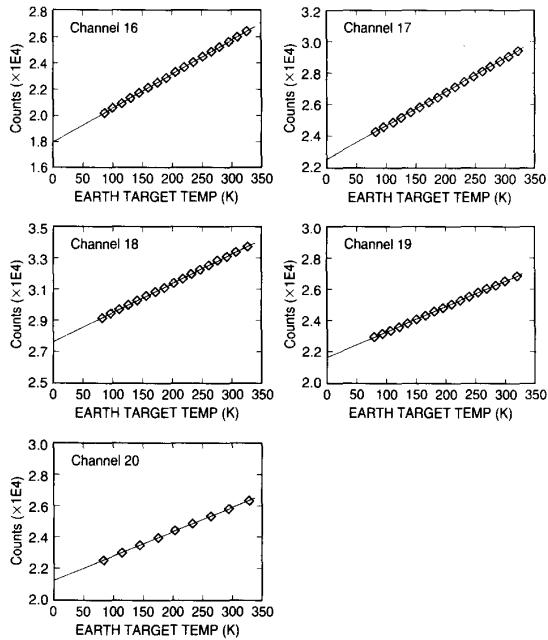 Channel 16
Counts (×1E4)
2.8
2.6
2.4
2.2
2.0
1.8
1.6
0 50 100 150 200 250 300 350
EARTH TARGET TEMP (K)
Channel 17
Counts (×1E4)
3.2
3.0
2.8
2.6
2.4
2.2
0 50 100 150 200 250 300 350
EARTH TARGET TEMP (K)
Channel 18
Counts (×1E4)
3.5
3.3
3.1
2.9
2.7
2.5
0 50 100 150 200 250 300 350
EARTH TARGET TEMP (K)
Channel 19
Counts (×1E4)
3.0
2.8
2.6
2.4
2.2
2.0
0 50 100 150 200 250 300 350
EARTH TARGET TEMP (K)
Channel 20
Counts (×1E4)
3.0
2.8
2.6
2.4
2.2
2.0
0 50 100 150 200 250 300 350
EARTH TARGET TEMP (K)